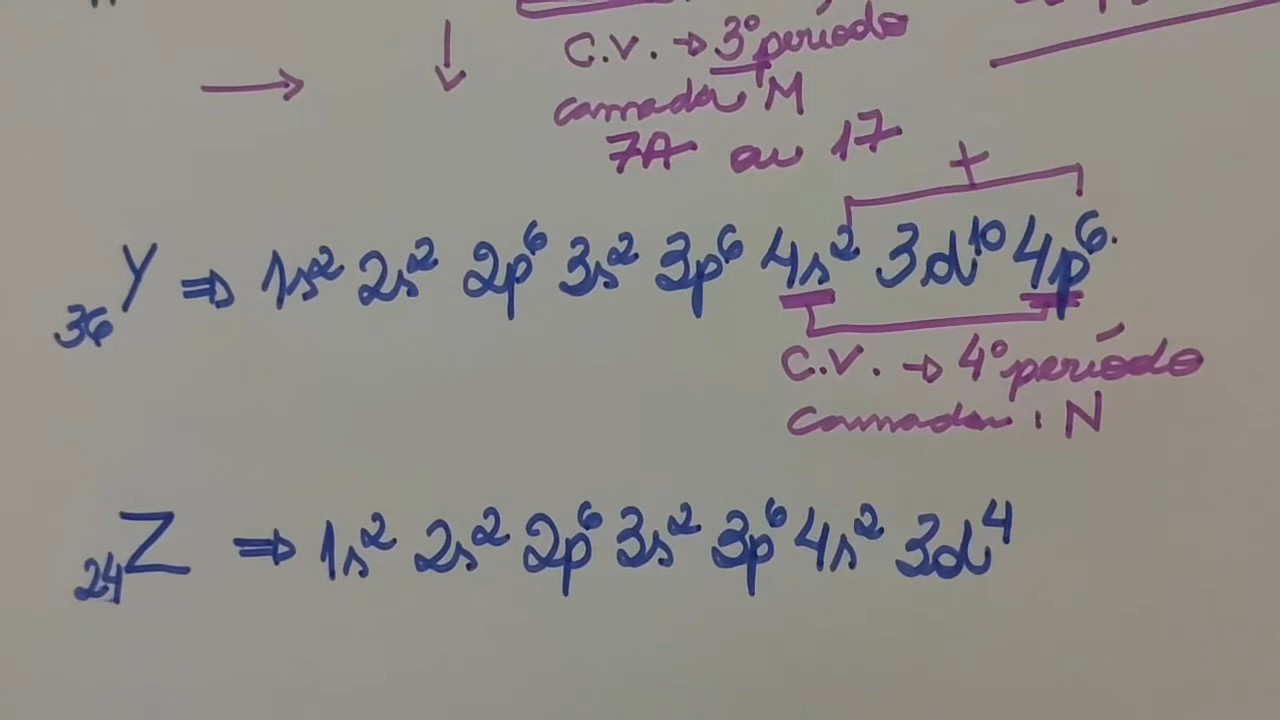 C.V. → 3º período
camada M
7A ou 17
+
₃₆Y ⇒ 1s² 2s² 2p⁶ 3s² 3p⁶ 4s² 3d¹⁰ 4p⁶.
C.V. → 4º período
camada : N
₂₄Z ⇒ 1s² 2s² 2p⁶ 3s² 3p⁶ 4s² 3d⁴